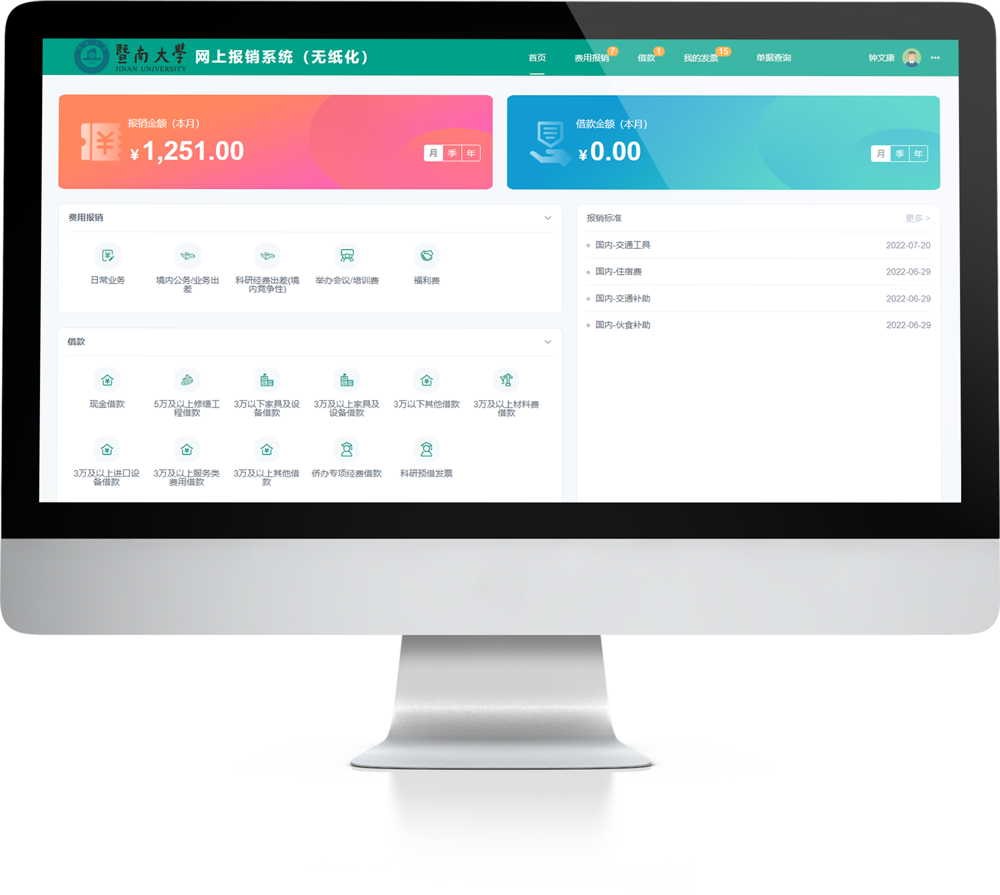 暨南大學
JINAN UNIVERSITY
网上报销系统（无纸化）
首页
费用报销 7
借款 1
我的发票 15
单据查询
钟文康
报销金额（本月）
¥1,251.00
月 季 年
借款金额（本月）
¥0.00
月 季 年
费用报销
日常业务
境内公务/业务出
差
科研经费出差(境
内竞争性)
举办会议/培训费
福利费
借款
现金借款
5万及以上修缮工
程借款
3万以下家具及设
备借款
3万及以上家具及
设备借款
3万以下其他借款
3万及以上材料费
借款
3万及以上进口设
备借款
3万及以上服务类
费用借款
3万及以上其他借
款
侨办专项经费借款
科研预借发票
报销标准
更多 >
国内-交通工具 2022-07-20
国内-住宿费 2022-06-29
国内-交通补助 2022-06-29
国内-伙食补助 2022-06-29